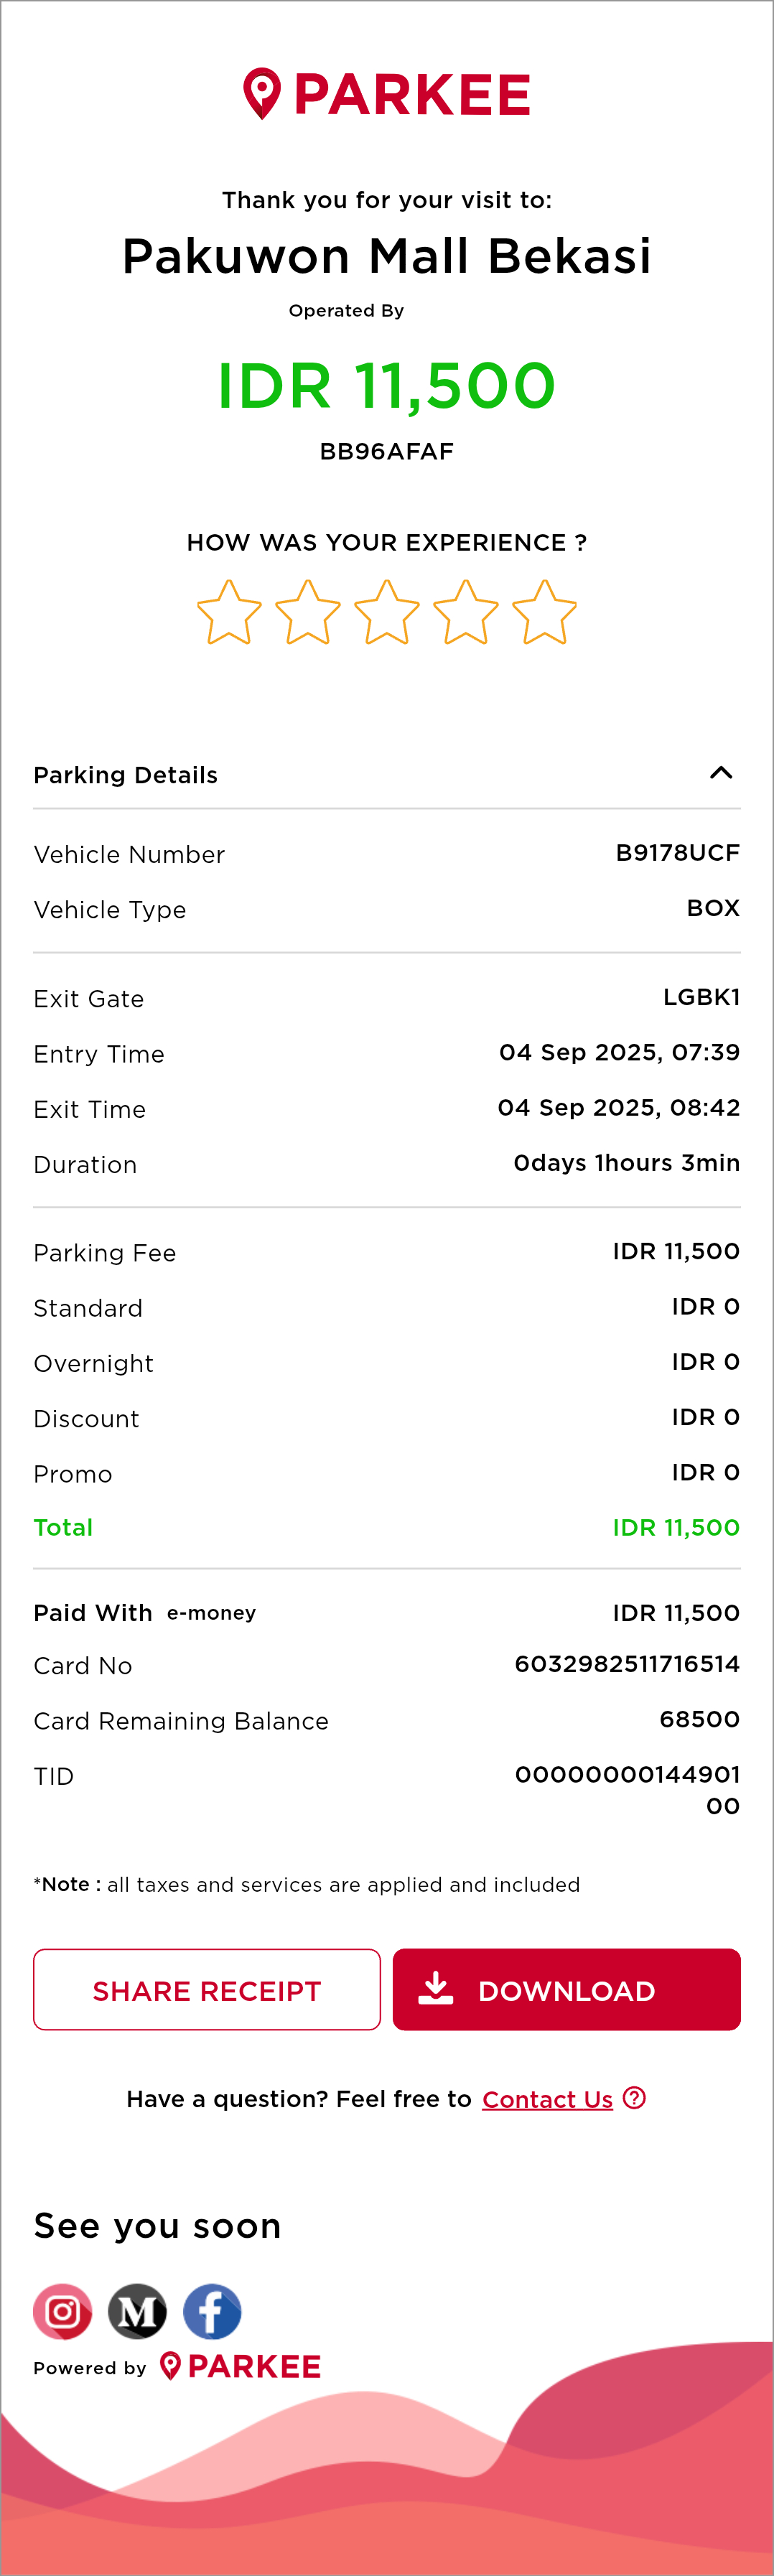 PARKEE
Thank you for your visit to:
Pakuwon Mall Bekasi
Operated By
IDR 11,500
BB96AFAF
HOW WAS YOUR EXPERIENCE ?
Parking Details
Vehicle Number B9178UCF
Vehicle Type BOX
Exit Gate LGBK1
Entry Time 04 Sep 2025, 07:39
Exit Time 04 Sep 2025, 08:42
Duration 0days 1hours 3min
Parking Fee IDR 11,500
Standard IDR 0
Overnight IDR 0
Discount IDR 0
Promo IDR 0
Total IDR 11,500
Paid With e-money IDR 11,500
Card No 6032982511716514
Card Remaining Balance 68500
TID 00000000144901
00
*Note : all taxes and services are applied and included
SHARE RECEIPT DOWNLOAD
Have a question? Feel free to Contact Us ?
See you soon
M f
Powered by PARKEE